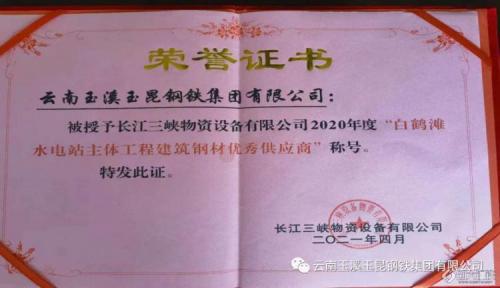 荣誉证书
云南玉溪玉昆钢铁集团有限公司：
被授予长江三峡物资设备有限公司2020年度“白鹤滩
水电站主体工程建筑钢材优秀供应商”称号。
特发此证。
长江三峡物资设备有限公司
二〇二一年四月
云南玉溪玉昆钢铁集团有限公司